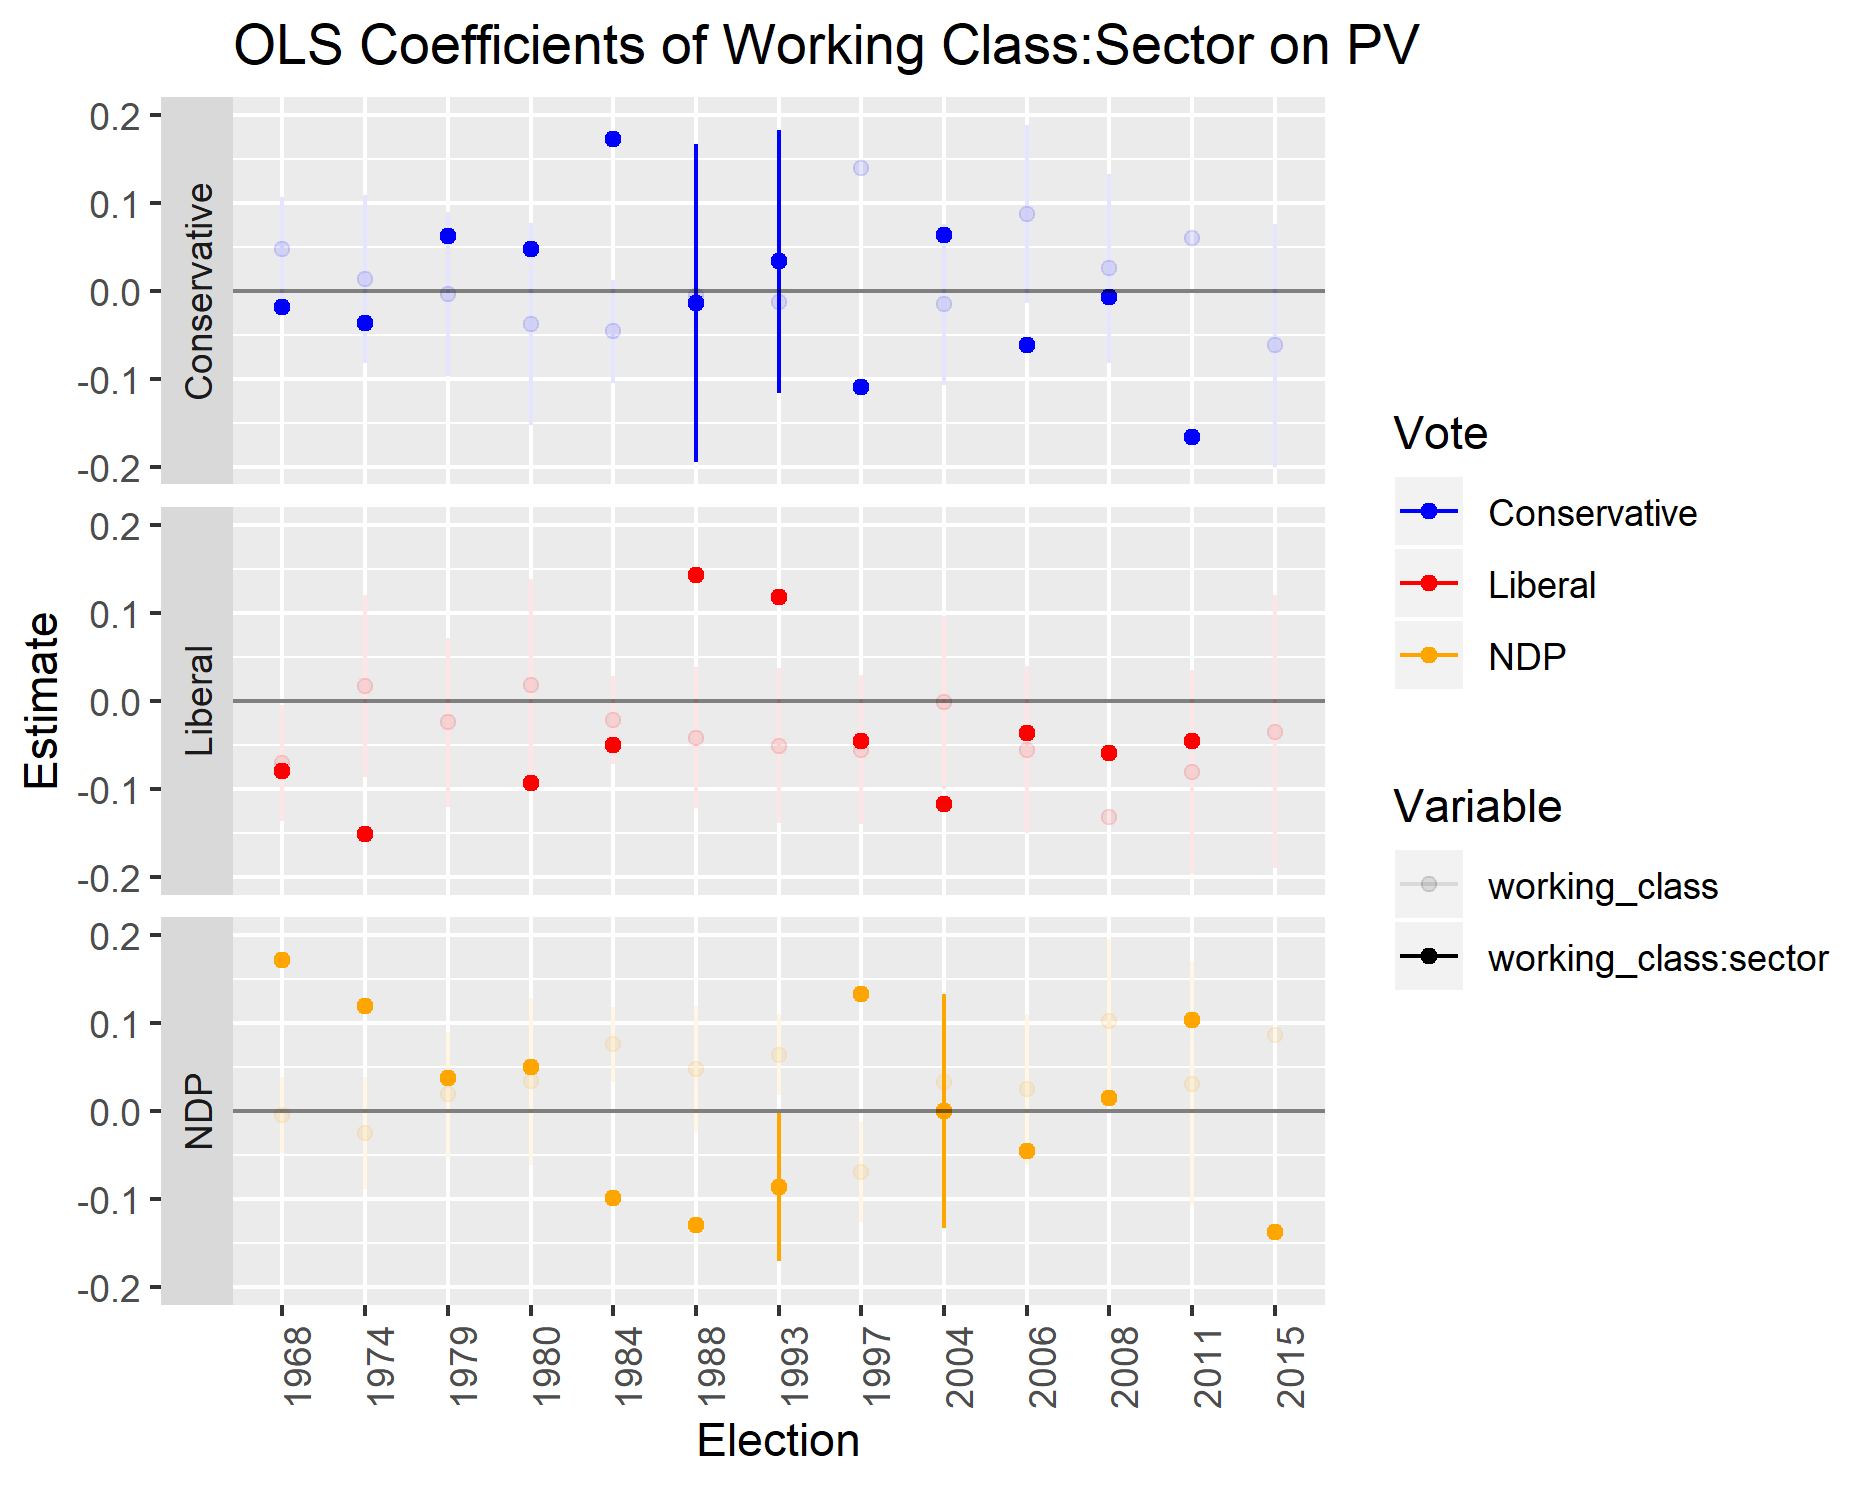 OLS Coefficients of Working Class:Sector on PV
Estimate
Conservative
0.2
0.1
0.0
-0.1
-0.2
Liberal
0.2
0.1
0.0
-0.1
-0.2
NDP
0.2
0.1
0.0
-0.1
-0.2
1968 1974 1979 1980 1984 1988 1993 1997 2004 2006 2008 2011 2015
Election
Vote
Conservative
Liberal
NDP
Variable
working_class
working_class:sector